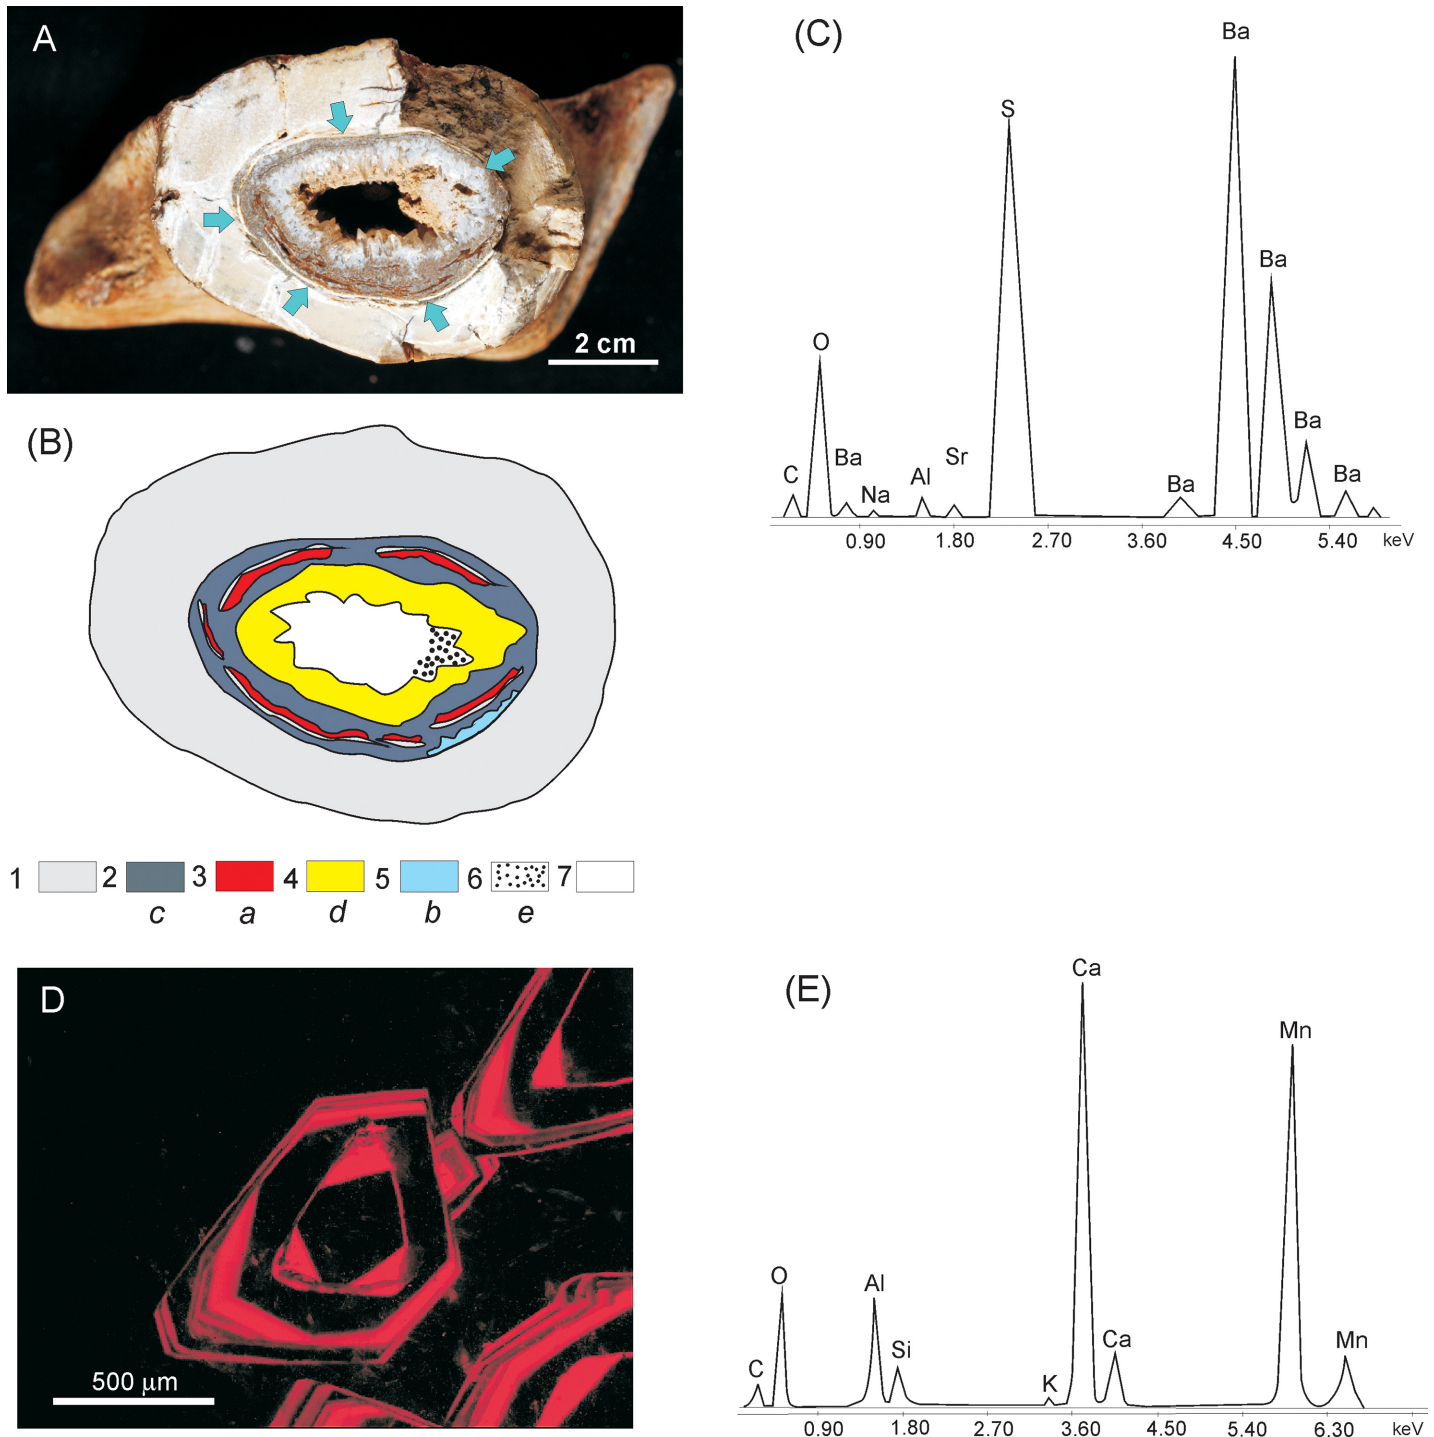 A
2 cm
(B)
1 2 3 4 5 6 7
c a d b e
(C)
Ba
S
Ba
O
Ba
Ba
Sr
Ba
C
Al
Ba
Na
0.90 1.80 2.70 3.60 4.50 5.40 keV
D
500 µm
(E)
Ca
Mn
O
Al
Ca
Mn
Si
C
K
0.90 1.80 2.70 3.60 4.50 5.40 6.30 keV